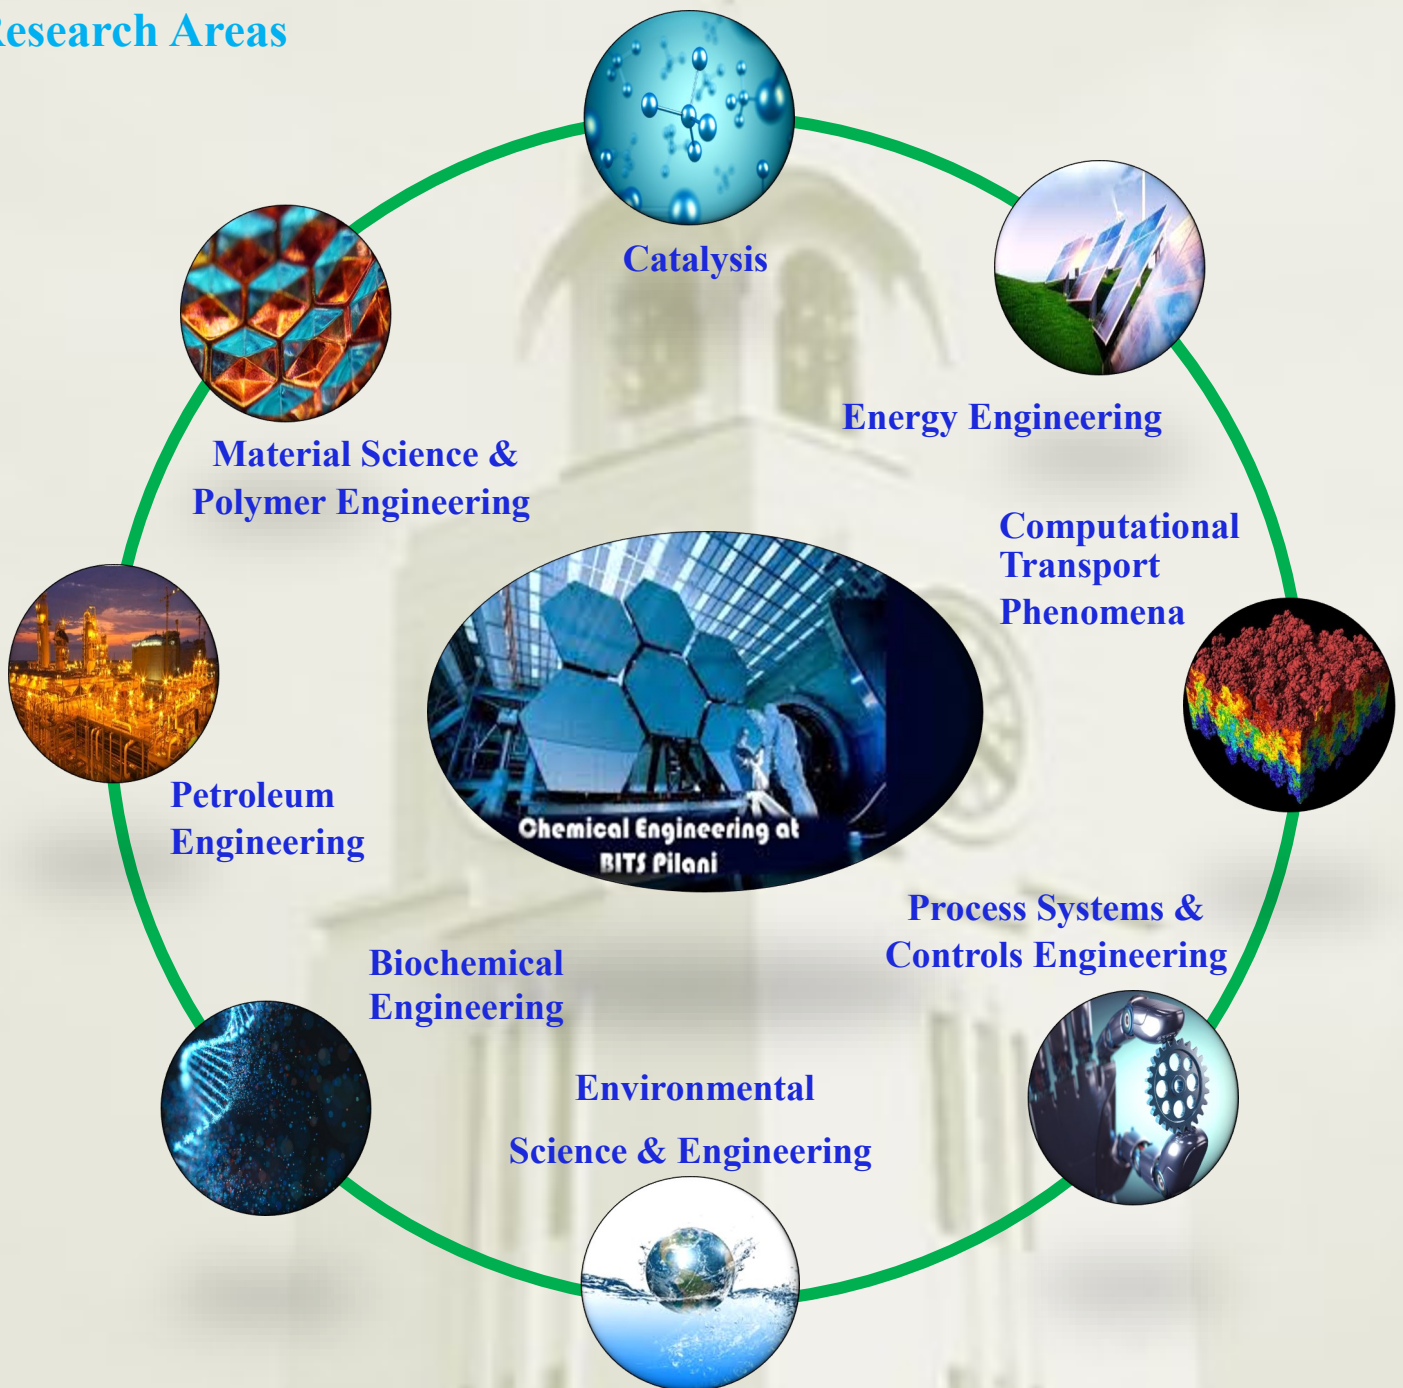 Research Areas
Catalysis
Energy Engineering
Material Science &
Polymer Engineering
Computational
Transport
Phenomena
Petroleum
Engineering
Chemical Engineering at
BITS Pilani
Process Systems &
Controls Engineering
Biochemical
Engineering
Environmental
Science & Engineering